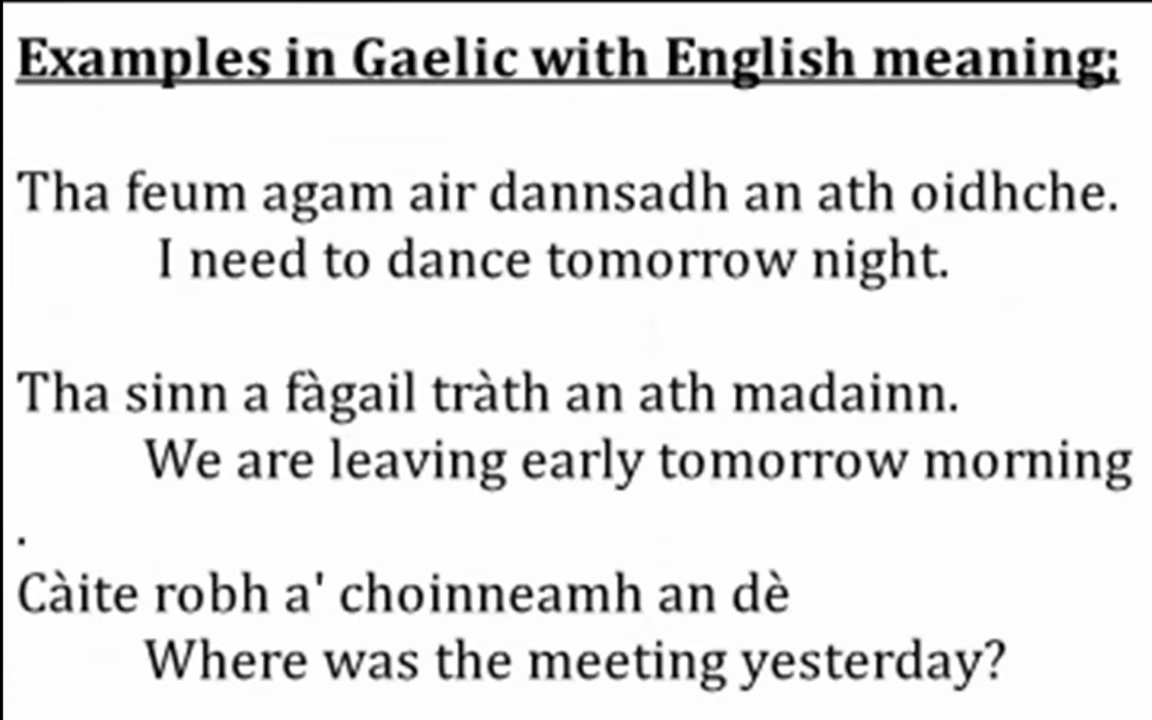 Examples in Gaelic with English meaning;
Tha feum agam air dannsadh an ath oidhche.
I need to dance tomorrow night.
Tha sinn a fàgail tràth an ath madainn.
We are leaving early tomorrow morning
.
Càite robh a' choinneamh an dè
Where was the meeting yesterday?